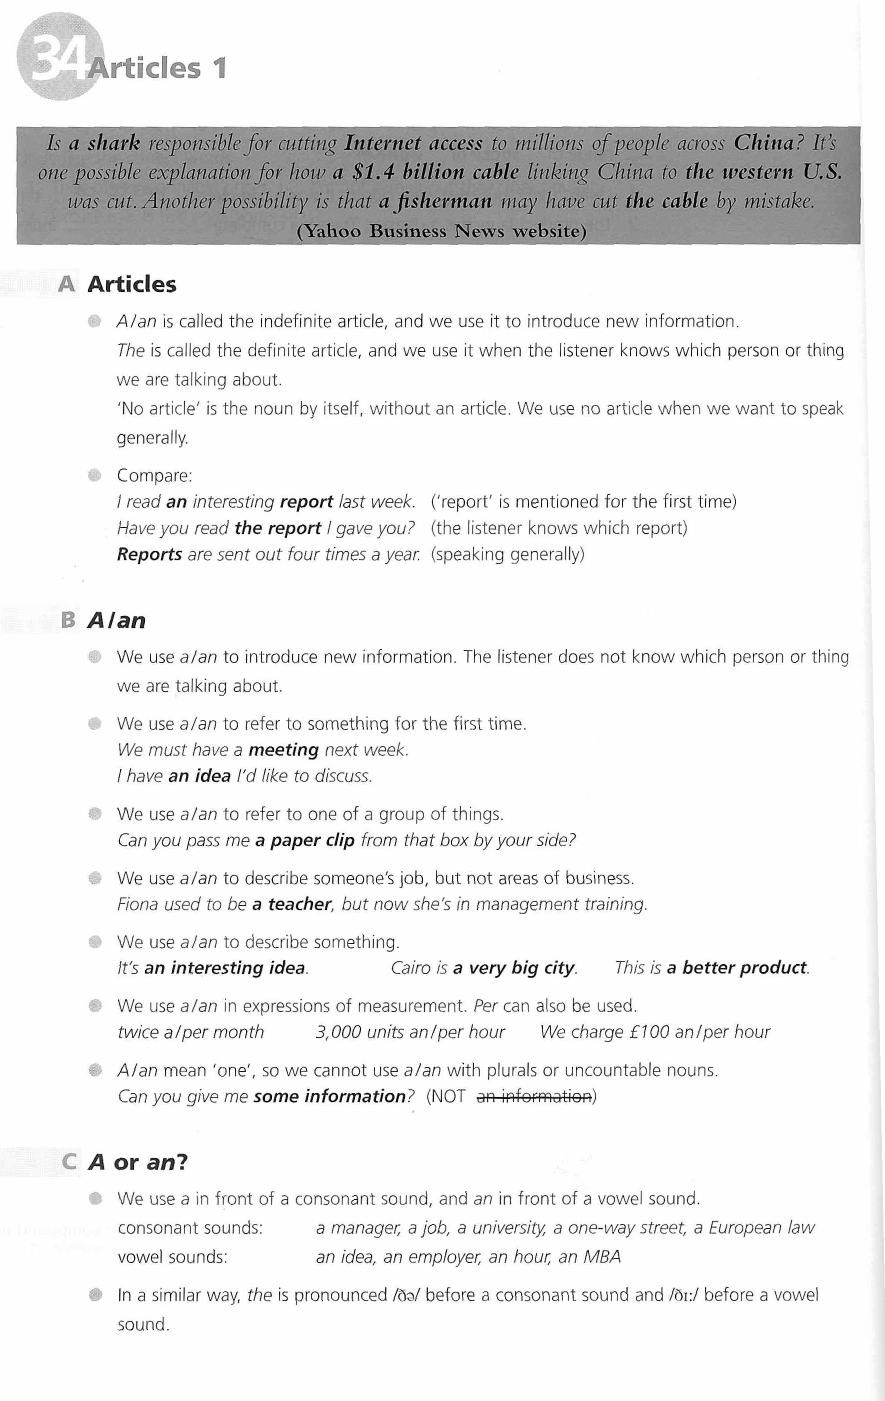 34 Articles 1
Is a shark responsible for cutting Internet access to millions of people across China? It's
one possible explanation for how a $1.4 billion cable linking China to the western U.S.
was cut. Another possibility is that a fisherman may have cut the cable by mistake.
(Yahoo Business News website)
A Articles
A/an is called the indefinite article, and we use it to introduce new information.
The is called the definite article, and we use it when the listener knows which person or thing
we are talking about.
'No article' is the noun by itself, without an article. We use no article when we want to speak
generally.
Compare:
I read an interesting report last week. ('report' is mentioned for the first time)
Have you read the report I gave you? (the listener knows which report)
Reports are sent out four times a year. (speaking generally)
B A/an
We use a/an to introduce new information. The listener does not know which person or thing
we are talking about.
We use a/an to refer to something for the first time.
We must have a meeting next week.
I have an idea I'd like to discuss.
We use a/an to refer to one of a group of things.
Can you pass me a paper clip from that box by your side?
We use a/an to describe someone's job, but not areas of business.
Fiona used to be a teacher, but now she's in management training.
We use a/an to describe something.
It's an interesting idea. Cairo is a very big city. This is a better product.
We use a/an in expressions of measurement. Per can also be used.
twice a/per month 3,000 units an/per hour We charge £100 an/per hour
A/an mean 'one', so we cannot use a/an with plurals or uncountable nouns.
Can you give me some information? (NOT an information)
C A or an?
We use a in front of a consonant sound, and an in front of a vowel sound.
consonant sounds: a manager, a job, a university, a one-way street, a European law
vowel sounds: an idea, an employer, an hour, an MBA
In a similar way, the is pronounced /ðə/ before a consonant sound and /ðɪː/ before a vowel
sound.